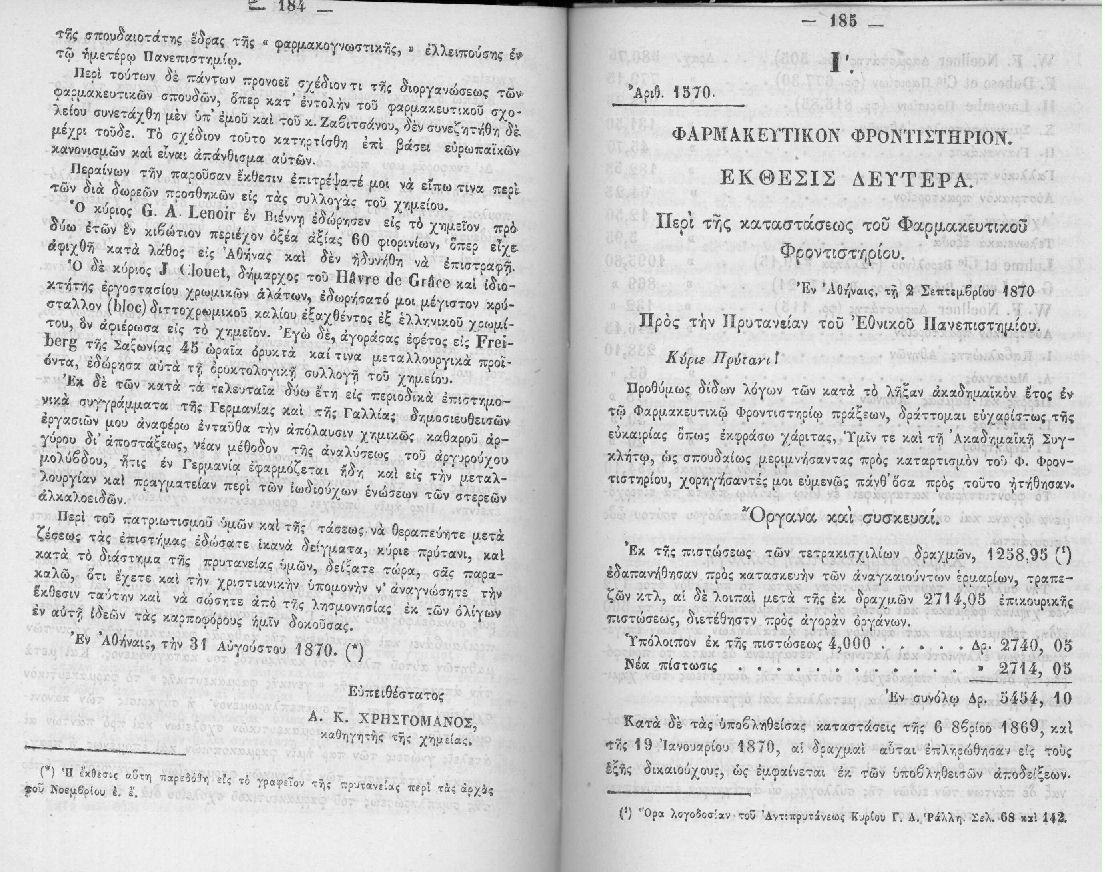 — 184 —
τῆς σπουδαιοτάτης ἕδρας τῆς « φαρμακογνωστικῆς, » ἐλλειπούσης ἐν
τῷ ἡμετέρῳ Πανεπιστημίῳ.
Περὶ τούτων δὲ πάντων προνοεῖ σχέδιόν τι τῆς διοργανώσεως τῶν
φαρμακευτικῶν σπουδῶν, ὅπερ κατ' ἐντολὴν τοῦ φαρμακευτικοῦ σχο-
λείου συνετάχθη μὲν ὑπ' ἐμοῦ καὶ τοῦ κ. Ζαβιτσάνου, δὲν συνεζητήθη δὲ
μέχρι τοῦδε. Τὸ σχέδιον τοῦτο κατηρτίσθη ἐπὶ βάσει εὐρωπαϊκῶν
κανονισμῶν καὶ εἶναι ἀπάνθισμα αὐτῶν.
Περαίνων τὴν παροῦσαν ἔκθεσιν ἐπιτρέψατέ μοι νὰ εἴπω τινα περὶ
τῶν διὰ δωρεῶν προσθηκῶν εἰς τὰς συλλογὰς τοῦ χημείου.
Ὁ κύριος G. A. Lenoir ἐν Βιέννῃ ἐδώρησεν εἰς τὸ χημεῖον πρὸ
δύω ἐτῶν ἓν κιβώτιον περιέχον ὀξέα ἀξίας 60 φιορινίων, ὅπερ εἶχε
ἀφιχθῆ κατὰ λάθος εἰς Ἀθήνας καὶ δὲν ἠδυνήθη νὰ ἐπιστραφῇ.
Ὁ δὲ κύριος J. Clouet, δήμαρχος τοῦ Hâvre de Grâce καὶ ἰδιο-
κτήτης ἐργοστασίου χρωμικῶν ἀλάτων, ἐδωρήσατό μοι μέγιστον κρύ-
σταλλον (bloc) διττοχρωμικοῦ καλίου ἐξαχθέντος ἐξ ἑλληνικοῦ χρωμί-
του, ὃν ἀφιέρωσα εἰς τὸ χημεῖον. Ἐγὼ δὲ, ἀγοράσας ἐφέτος εἰς Frei-
berg τῆς Σαξωνίας 45 ὡραῖα ὀρυκτὰ καί τινα μεταλλουργικὰ προϊ-
όντα, ἐδώρησα αὐτὰ τῇ ὀρυκτολογικῇ συλλογῇ τοῦ χημείου.
Ἐκ δὲ τῶν κατὰ τὰ τελευταῖα δύω ἔτη εἰς περιοδικὰ ἐπιστημο-
νικὰ συγγράμματα τῆς Γερμανίας καὶ τῆς Γαλλίας δημοσιευθεισῶν
ἐργασιῶν μου ἀναφέρω ἐνταῦθα τὴν ἀπόλαυσιν χημικῶς καθαροῦ ἀρ-
γύρου δι' ἀποστάξεως, νέαν μέθοδον τῆς ἀναλύσεως τοῦ ἀργυρούχου
μολύβδου, ἥτις ἐν Γερμανίᾳ ἐφαρμόζεται ἤδη καὶ εἰς τὴν μεταλ-
λουργίαν καὶ πραγματείαν περὶ τῶν ἰωδιούχων ἑνώσεων τῶν στερεῶν
ἀλκαλοειδῶν.
Περὶ τοῦ πατριωτισμοῦ ὑμῶν καὶ τῆς τάσεως νὰ θεραπεύητε μετὰ
ζέσεως τὰς ἐπιστήμας ἐδώσατε ἱκανὰ δείγματα, κύριε πρύτανι, καὶ
κατὰ τὸ διάστημα τῆς πρυτανείας ὑμῶν, δείξατε τώρα, σᾶς παρα-
καλῶ, ὅτι ἔχετε καὶ τὴν χριστιανικὴν ὑπομονὴν ν' ἀναγνώσητε τὴν
ἔκθεσιν ταύτην καὶ νὰ σώσητε ἀπὸ τῆς λησμονησίας ἐκ τῶν ὀλίγων
ἐν αὐτῇ ἰδεῶν τὰς καρποφόρους ἡμῖν δοκούσας.
Ἐν Ἀθήναις, τὴν 31 Αὐγούστου 1870. (*)
Εὐπειθέστατος
Α. Κ. ΧΡΗΣΤΟΜΑΝΟΣ,
καθηγητὴς τῆς χημείας.
(*) Ἡ ἔκθεσις αὕτη παρεδόθη εἰς τὸ γραφεῖον τῆς πρυτανείας περὶ τὰς ἀρχὰς
τοῦ Νοεμβρίου ἐ. ἔ.
— 185 —
Ι'.
Ἀριθ. 1570.
ΦΑΡΜΑΚΕΥΤΙΚΟΝ ΦΡΟΝΤΙΣΤΗΡΙΟΝ.
ΕΚΘΕΣΙΣ ΔΕΥΤΕΡΑ.
Περὶ τῆς καταστάσεως τοῦ Φαρμακευτικοῦ
Φροντιστηρίου.
Ἐν Ἀθήναις, τῇ 2 Σεπτεμβρίου 1870
Πρὸς τὴν Πρυτανείαν τοῦ Ἐθνικοῦ Πανεπιστημίου.
Κύριε Πρύτανι!
Προθύμως δίδων λόγων τῶν κατὰ τὸ λῆξαν ἀκαδημαϊκὸν ἔτος ἐν
τῷ Φαρμακευτικῷ Φροντιστηρίῳ πράξεων, δράττομαι εὐχαρίστως τῆς
εὐκαιρίας ὅπως ἐκφράσω χάριτας, Ὑμῖν τε καὶ τῇ Ἀκαδημαϊκῇ Συγ-
κλήτῳ, ὡς σπουδαίως μεριμνήσαντας πρὸς καταρτισμὸν τοῦ Φ. Φρον-
τιστηρίου, χορηγήσαντές μοι εὐμενῶς πάνθ' ὅσα πρὸς τοῦτο ἠτήθησαν.
Ὄργανα καὶ συσκευαί.
Ἐκ τῆς πιστώσεως τῶν τετρακισχιλίων δραχμῶν, 1258,95 (¹)
ἐδαπανήθησαν πρὸς κατασκευὴν τῶν ἀναγκαιούντων ἑρμαρίων, τραπε-
ζῶν κτλ, αἱ δὲ λοιπαὶ μετὰ τῆς ἐκ δραχμῶν 2714,05 ἐπικουρικῆς
πιστώσεως, διετέθηστν πρὸς ἀγορὰν ὀργάνων.
Ὑπόλοιπον ἐκ τῆς πιστώσεως 4,000 . . . . . Δρ. 2740, 05
Νέα πίστωσις . . . . . . . . . . » 2714, 05
Ἐν συνόλῳ Δρ. 5454, 10
Κατὰ δὲ τὰς ὑποβληθείσας καταστάσεις τῆς 6 8βρίοο 1869, καὶ
τῆς 19 Ἰανουαρίου 1870, αἱ δραχμαὶ αὗται ἐπληρώθησαν εἰς τοὺς
ἑξῆς δικαιούχους, ὡς ἐμφαίνεται ἐκ τῶν ὑποβληθεισῶν ἀποδείξεων.
(¹) Ὅρα λογοδοσίαν τοῦ Ἀντιπρυτάνεως Κυρίου Γ. Α. Ῥάλλη. Σελ. 68 καὶ 142.